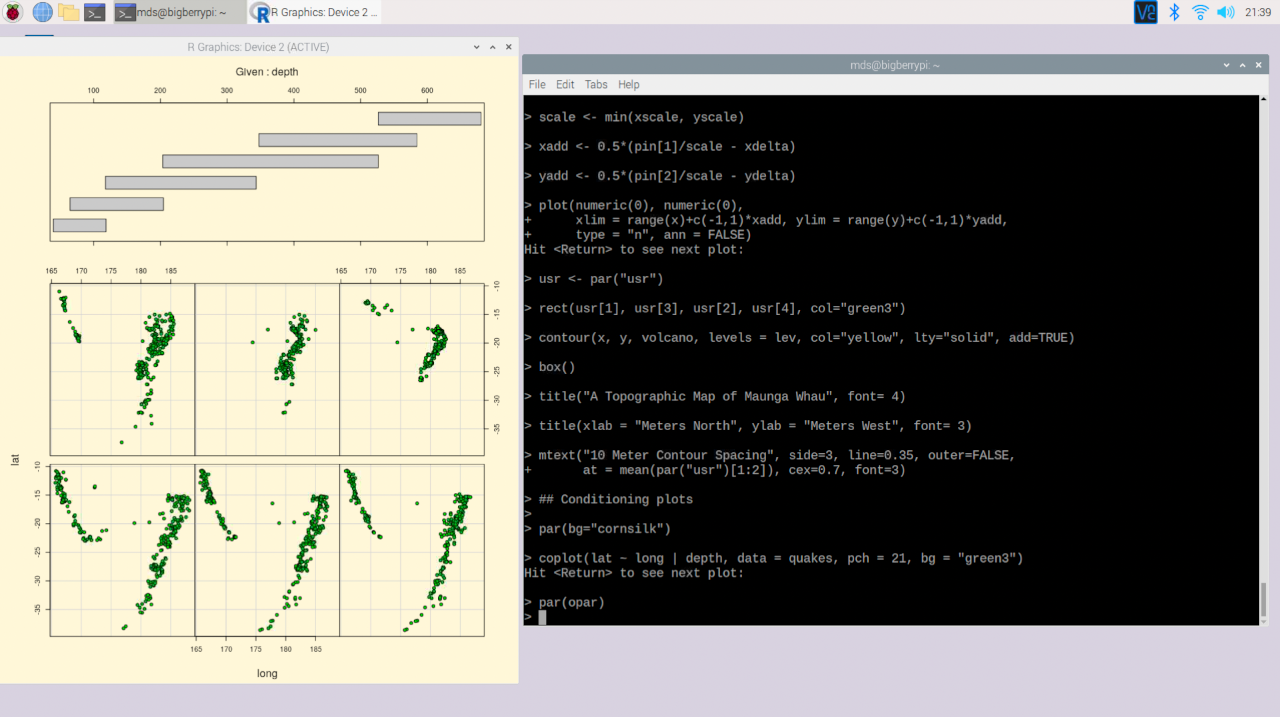 mds@bigberrypi: ~
R Graphics: Device 2 ...
21:39
R Graphics: Device 2 (ACTIVE)
Given : depth
100 200 300 400 500 600
165 170 175 180 185 165 170 175 180 185
-10
-15
-20
-25
-30
-35
lat
-10
-15
-20
-25
-30
-35
165 170 175 180 185
long
mds@bigberrypi: ~
File Edit Tabs Help
> scale <- min(xscale, yscale)
> xadd <- 0.5*(pin[1]/scale - xdelta)
> yadd <- 0.5*(pin[2]/scale - ydelta)
> plot(numeric(0), numeric(0),
+      xlim = range(x)+c(-1,1)*xadd, ylim = range(y)+c(-1,1)*yadd,
+      type = "n", ann = FALSE)
Hit <Return> to see next plot:
> usr <- par("usr")
> rect(usr[1], usr[3], usr[2], usr[4], col="green3")
> contour(x, y, volcano, levels = lev, col="yellow", lty="solid", add=TRUE)
> box()
> title("A Topographic Map of Maunga Whau", font= 4)
> title(xlab = "Meters North", ylab = "Meters West", font= 3)
> mtext("10 Meter Contour Spacing", side=3, line=0.35, outer=FALSE,
+       at = mean(par("usr")[1:2]), cex=0.7, font=3)
> ## Conditioning plots
>
> par(bg="cornsilk")
> coplot(lat ~ long | depth, data = quakes, pch = 21, bg = "green3")
Hit <Return> to see next plot:
> par(opar)
>